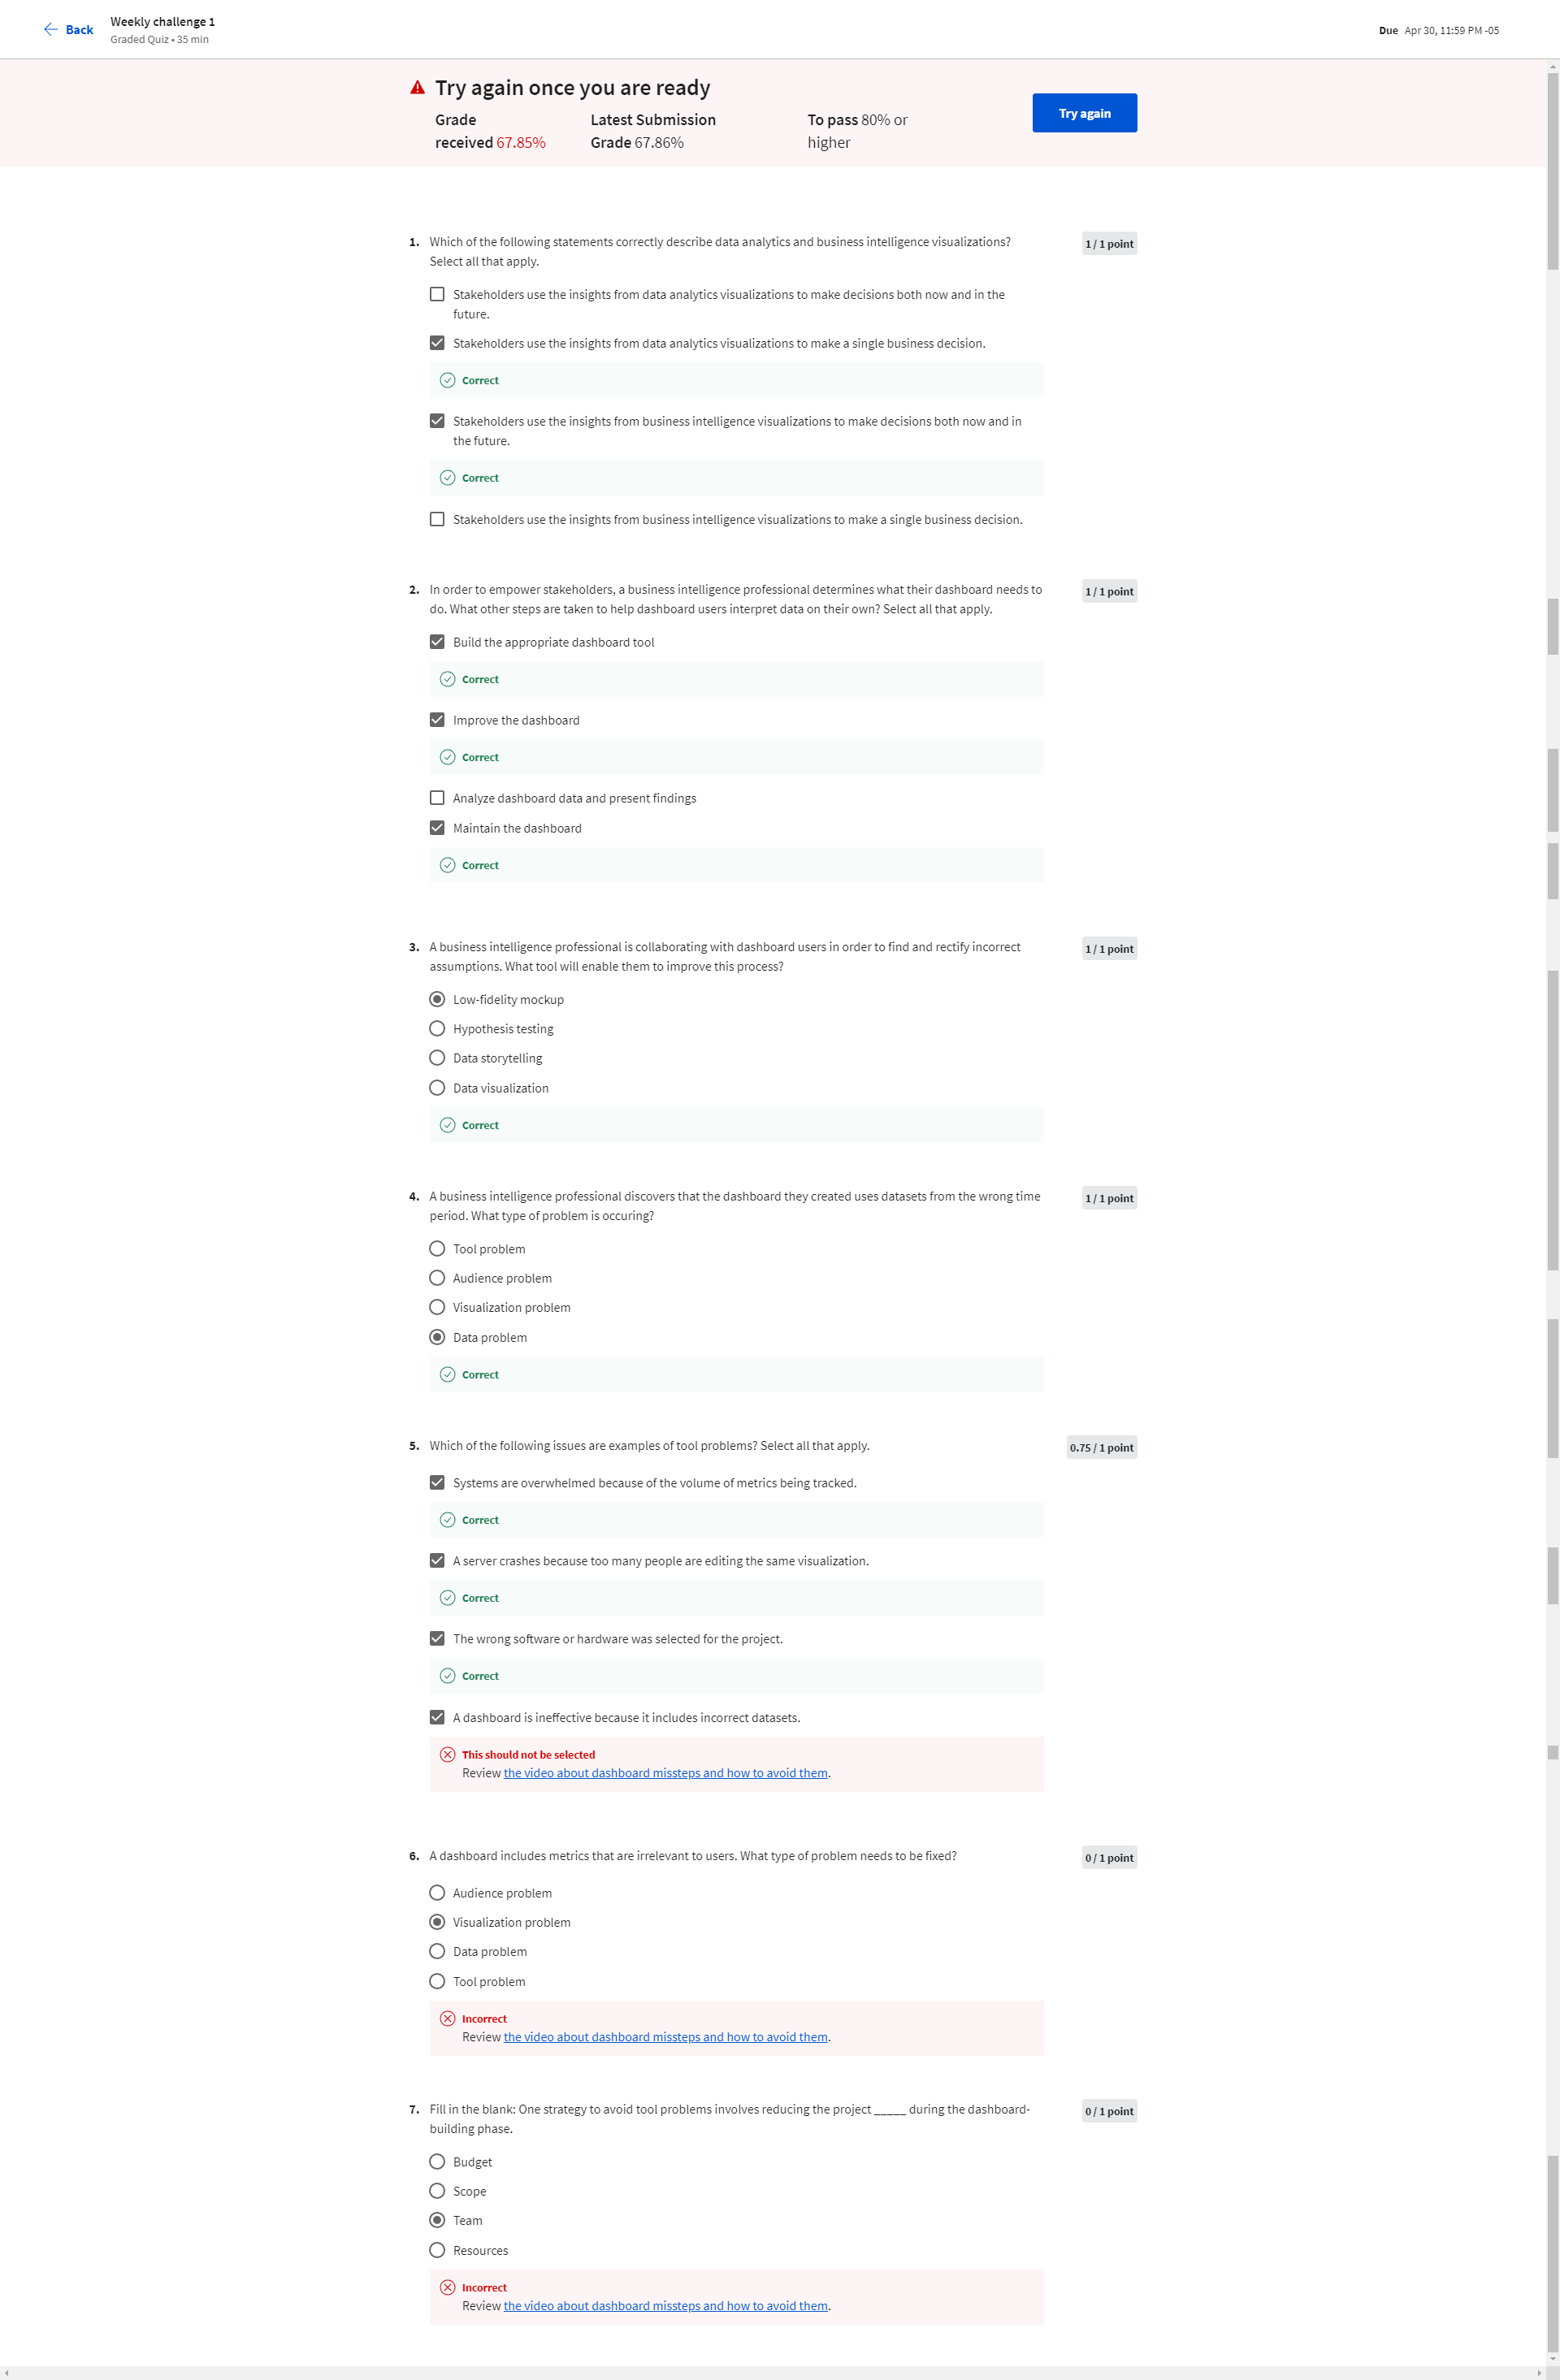 Back
Weekly challenge 1
Graded Quiz • 35 min
Due Apr 30, 11:59 PM -05
Try again once you are ready
Grade received 67.85%
Latest Submission Grade 67.86%
To pass 80% or higher
Try again
1. Which of the following statements correctly describe data analytics and business intelligence visualizations?
Select all that apply.
1 / 1 point
Stakeholders use the insights from data analytics visualizations to make decisions both now and in the
future.
Stakeholders use the insights from data analytics visualizations to make a single business decision.
Correct
Stakeholders use the insights from business intelligence visualizations to make decisions both now and in
the future.
Correct
Stakeholders use the insights from business intelligence visualizations to make a single business decision.
2. In order to empower stakeholders, a business intelligence professional determines what their dashboard needs to
do. What other steps are taken to help dashboard users interpret data on their own? Select all that apply.
1 / 1 point
Build the appropriate dashboard tool
Correct
Improve the dashboard
Correct
Analyze dashboard data and present findings
Maintain the dashboard
Correct
3. A business intelligence professional is collaborating with dashboard users in order to find and rectify incorrect
assumptions. What tool will enable them to improve this process?
1 / 1 point
Low-fidelity mockup
Hypothesis testing
Data storytelling
Data visualization
Correct
4. A business intelligence professional discovers that the dashboard they created uses datasets from the wrong time
period. What type of problem is occuring?
1 / 1 point
Tool problem
Audience problem
Visualization problem
Data problem
Correct
5. Which of the following issues are examples of tool problems? Select all that apply.
0.75 / 1 point
Systems are overwhelmed because of the volume of metrics being tracked.
Correct
A server crashes because too many people are editing the same visualization.
Correct
The wrong software or hardware was selected for the project.
Correct
A dashboard is ineffective because it includes incorrect datasets.
This should not be selected
Review the video about dashboard missteps and how to avoid them.
6. A dashboard includes metrics that are irrelevant to users. What type of problem needs to be fixed?
0 / 1 point
Audience problem
Visualization problem
Data problem
Tool problem
Incorrect
Review the video about dashboard missteps and how to avoid them.
7. Fill in the blank: One strategy to avoid tool problems involves reducing the project _____ during the dashboard-
building phase.
0 / 1 point
Budget
Scope
Team
Resources
Incorrect
Review the video about dashboard missteps and how to avoid them.